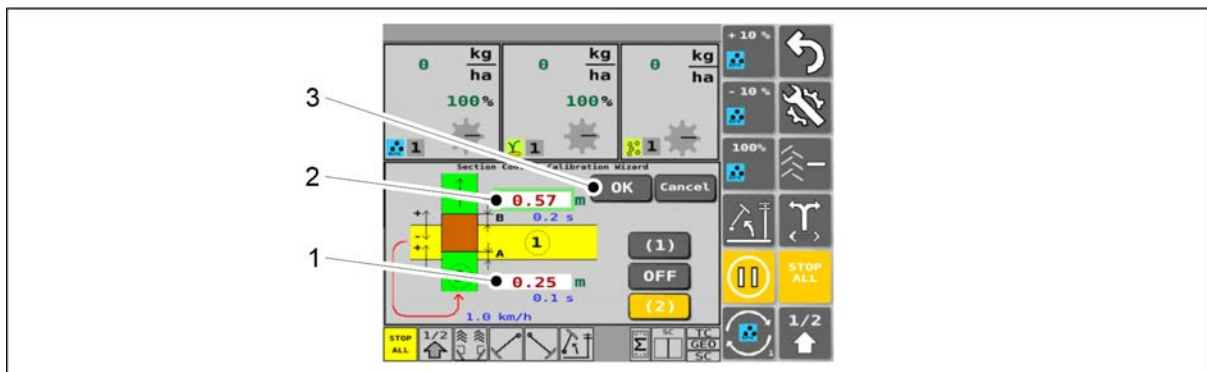 + 10 %
0 kg/ha
100%
1
0 kg/ha
100%
1
0 kg/ha
1
- 10 %
100%
Section Calibration Wizard
3
2
1
OK
Cancel
0.57 m
0.2 s
B
+
-
+
1
A
0.25 m
0.1 s
1.0 km/h
(1)
OFF
(2)
STOP ALL
1/2
STOP ALL
1/2
Σ
SC
TC
GEO
SC
1